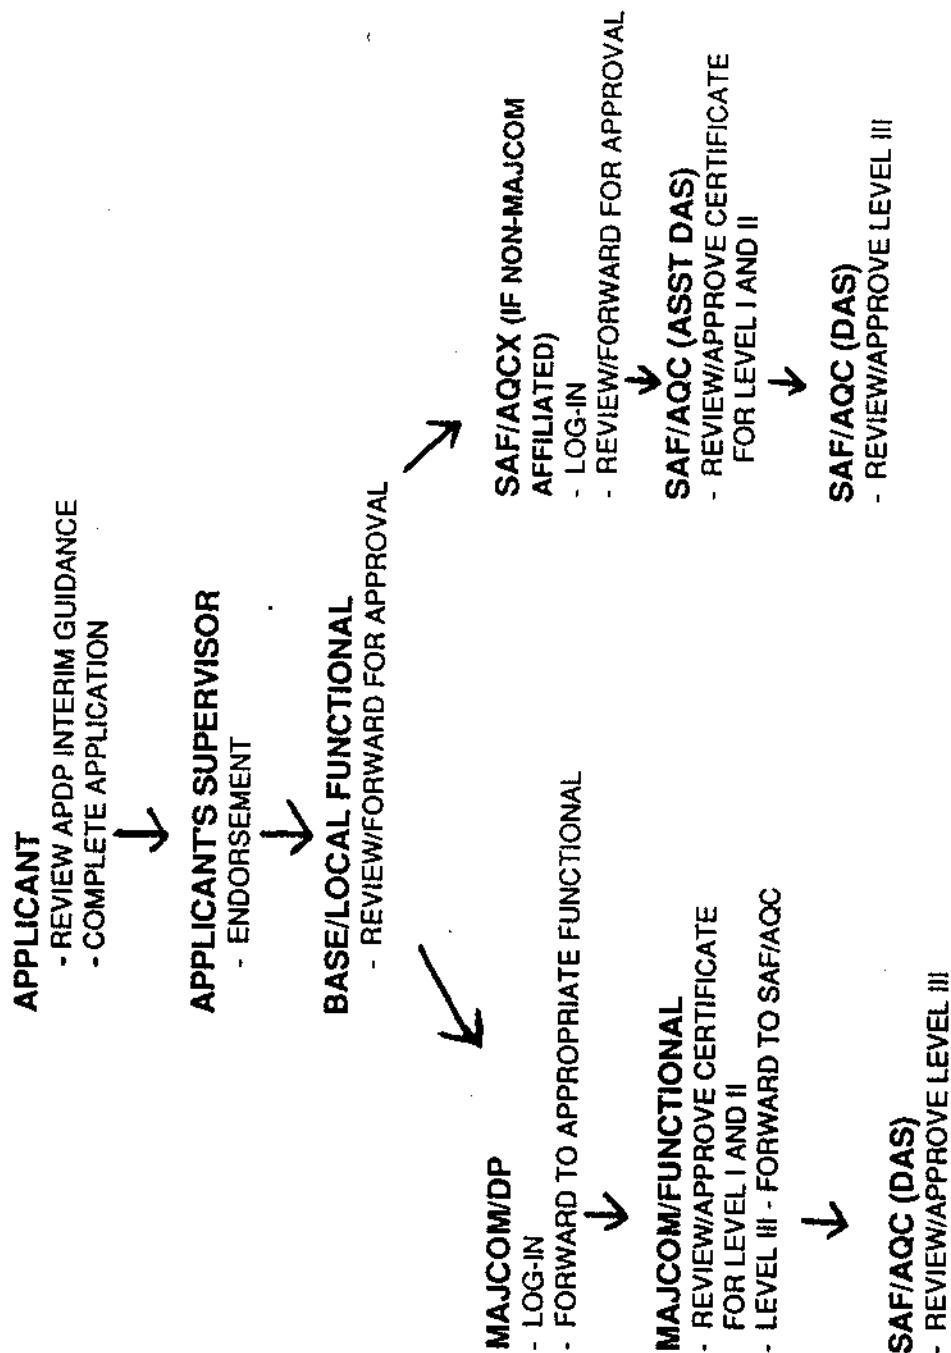 APPLICANT
- REVIEW APDP INTERIM GUIDANCE
- COMPLETE APPLICATION
APPLICANT'S SUPERVISOR
- ENDORSEMENT
BASE/LOCAL FUNCTIONAL
- REVIEW/FORWARD FOR APPROVAL
MAJCOM/DP
- LOG-IN
- FORWARD TO APPROPRIATE FUNCTIONAL
MAJCOM/FUNCTIONAL
- REVIEW/APPROVE CERTIFICATE
FOR LEVEL I AND II
- LEVEL III - FORWARD TO SAF/AQC
SAF/AQC (DAS)
- REVIEW/APPROVE LEVEL III
SAF/AQCX (IF NON-MAJCOM
AFFILIATED)
- LOG-IN
- REVIEW/FORWARD FOR APPROVAL
SAF/AQC (ASST DAS)
- REVIEW/APPROVE CERTIFICATE
FOR LEVEL I AND II
SAF/AQC (DAS)
- REVIEW/APPROVE LEVEL III